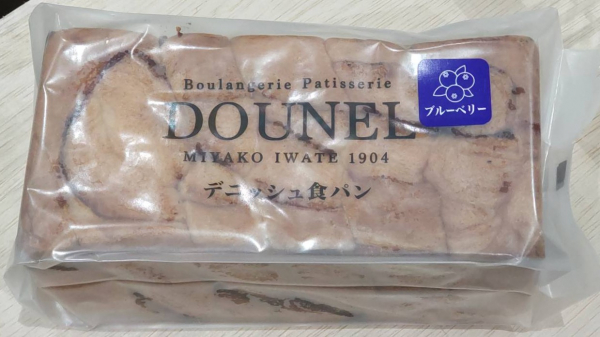 Boulangerie Patisserie
DOUNEL
MIYAKO IWATE 1904
デニッシュ食パン
ブルーベリー